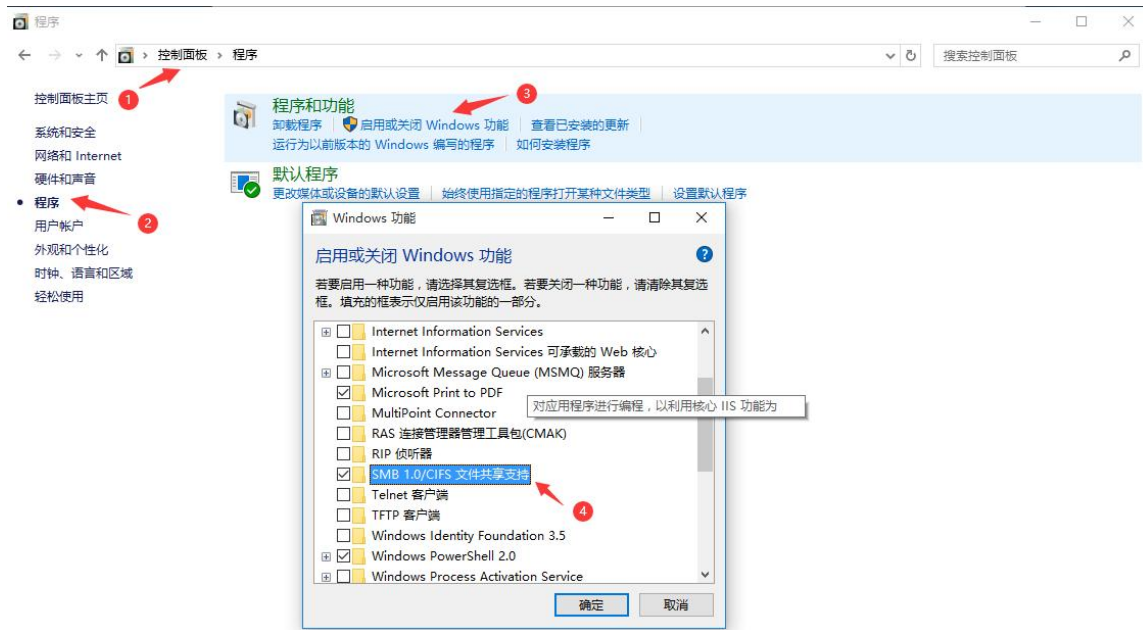 程序
控制面板 › 程序
搜索控制面板
控制面板主页
1
系统和安全
网络和 Internet
硬件和声音
程序
2
用户帐户
外观和个性化
时钟、语言和区域
轻松使用
程序和功能
3
卸载程序 启用或关闭 Windows 功能 查看已安装的更新
运行为以前版本的 Windows 编写的程序 如何安装程序
默认程序
更改媒体或设备的默认设置 始终使用指定的程序打开某种文件类型 设置默认程序
Windows 功能
启用或关闭 Windows 功能
?
若要启用一种功能，请选择其复选框。若要关闭一种功能，请清除其复选
框。填充的框表示仅启用该功能的一部分。
Internet Information Services
Internet Information Services 可承载的 Web 核心
Microsoft Message Queue (MSMQ) 服务器
Microsoft Print to PDF
对应用程序进行编程，以利用核心 IIS 功能为
MultiPoint Connector
RAS 连接管理器管理工具包(CMAK)
RIP 侦听器
SMB 1.0/CIFS 文件共享支持
Telnet 客户端
4
TFTP 客户端
Windows Identity Foundation 3.5
Windows PowerShell 2.0
Windows Process Activation Service
确定 取消